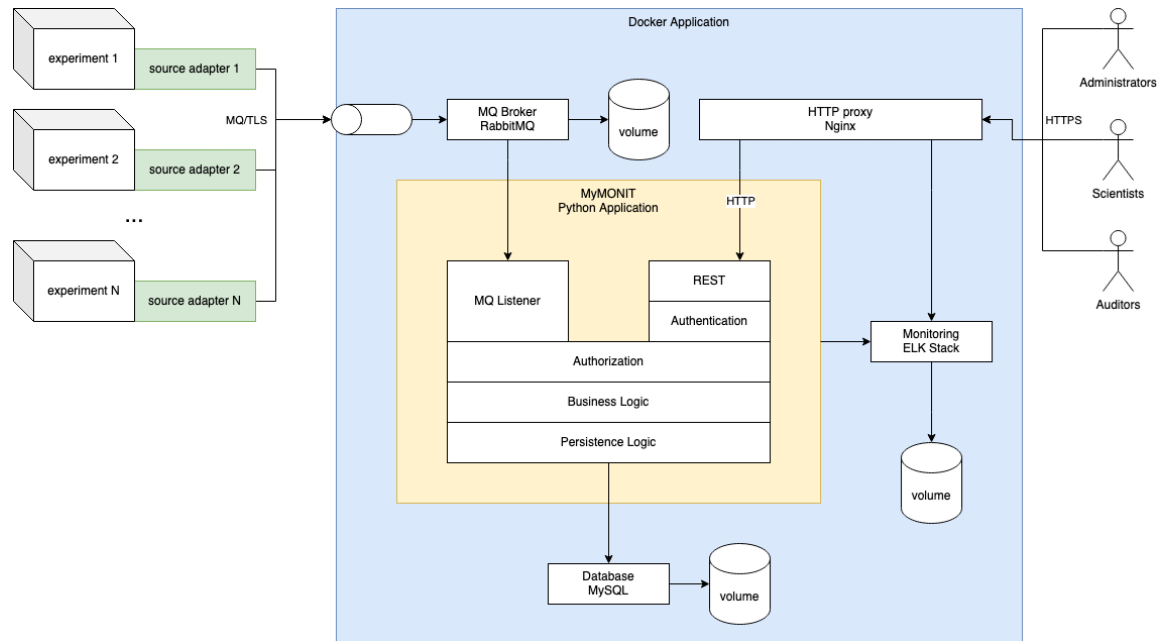 Docker Application
experiment 1
source adapter 1
MQ/TLS
experiment 2
source adapter 2
...
experiment N
source adapter N
MQ Broker
RabbitMQ
volume
HTTP proxy
Nginx
HTTPS
Administrators
Scientists
Auditors
MyMONIT
Python Application
HTTP
MQ Listener
REST
Authentication
Authorization
Business Logic
Persistence Logic
Monitoring
ELK Stack
volume
Database
MySQL
volume